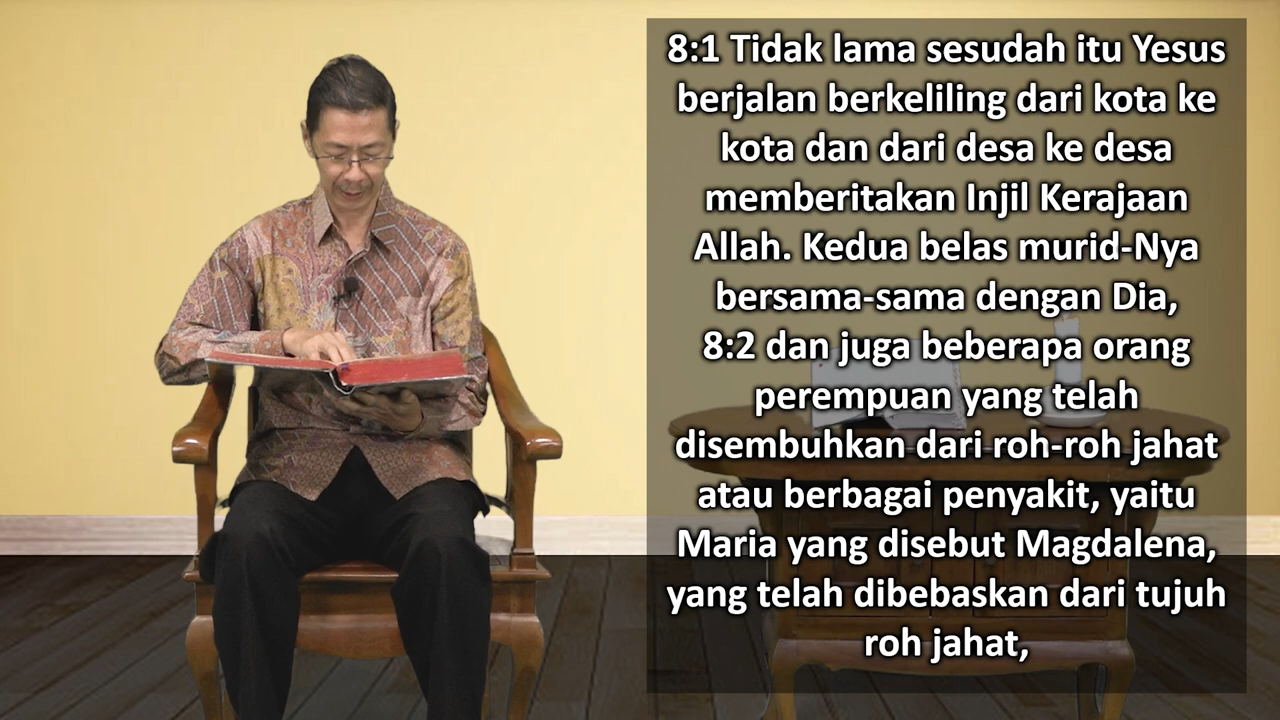 8:1 Tidak lama sesudah itu Yesus
berjalan berkeliling dari kota ke
kota dan dari desa ke desa
memberitakan Injil Kerajaan
Allah. Kedua belas murid-Nya
bersama-sama dengan Dia,
8:2 dan juga beberapa orang
perempuan yang telah
disembuhkan dari roh-roh jahat
atau berbagai penyakit, yaitu
Maria yang disebut Magdalena,
yang telah dibebaskan dari tujuh
roh jahat,